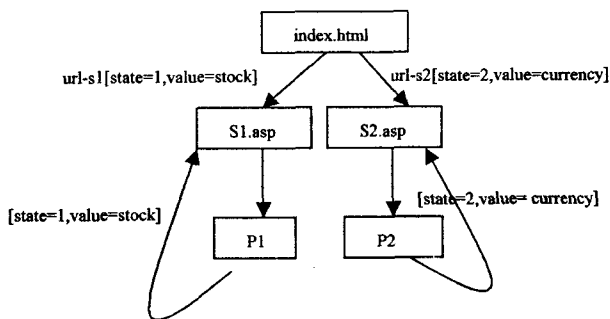 index.html
url-s1[state=1,value=stock]
url-s2[state=2,value=currency]
S1.asp
S2.asp
[state=1,value=stock]
[state=2,value= currency]
P1
P2